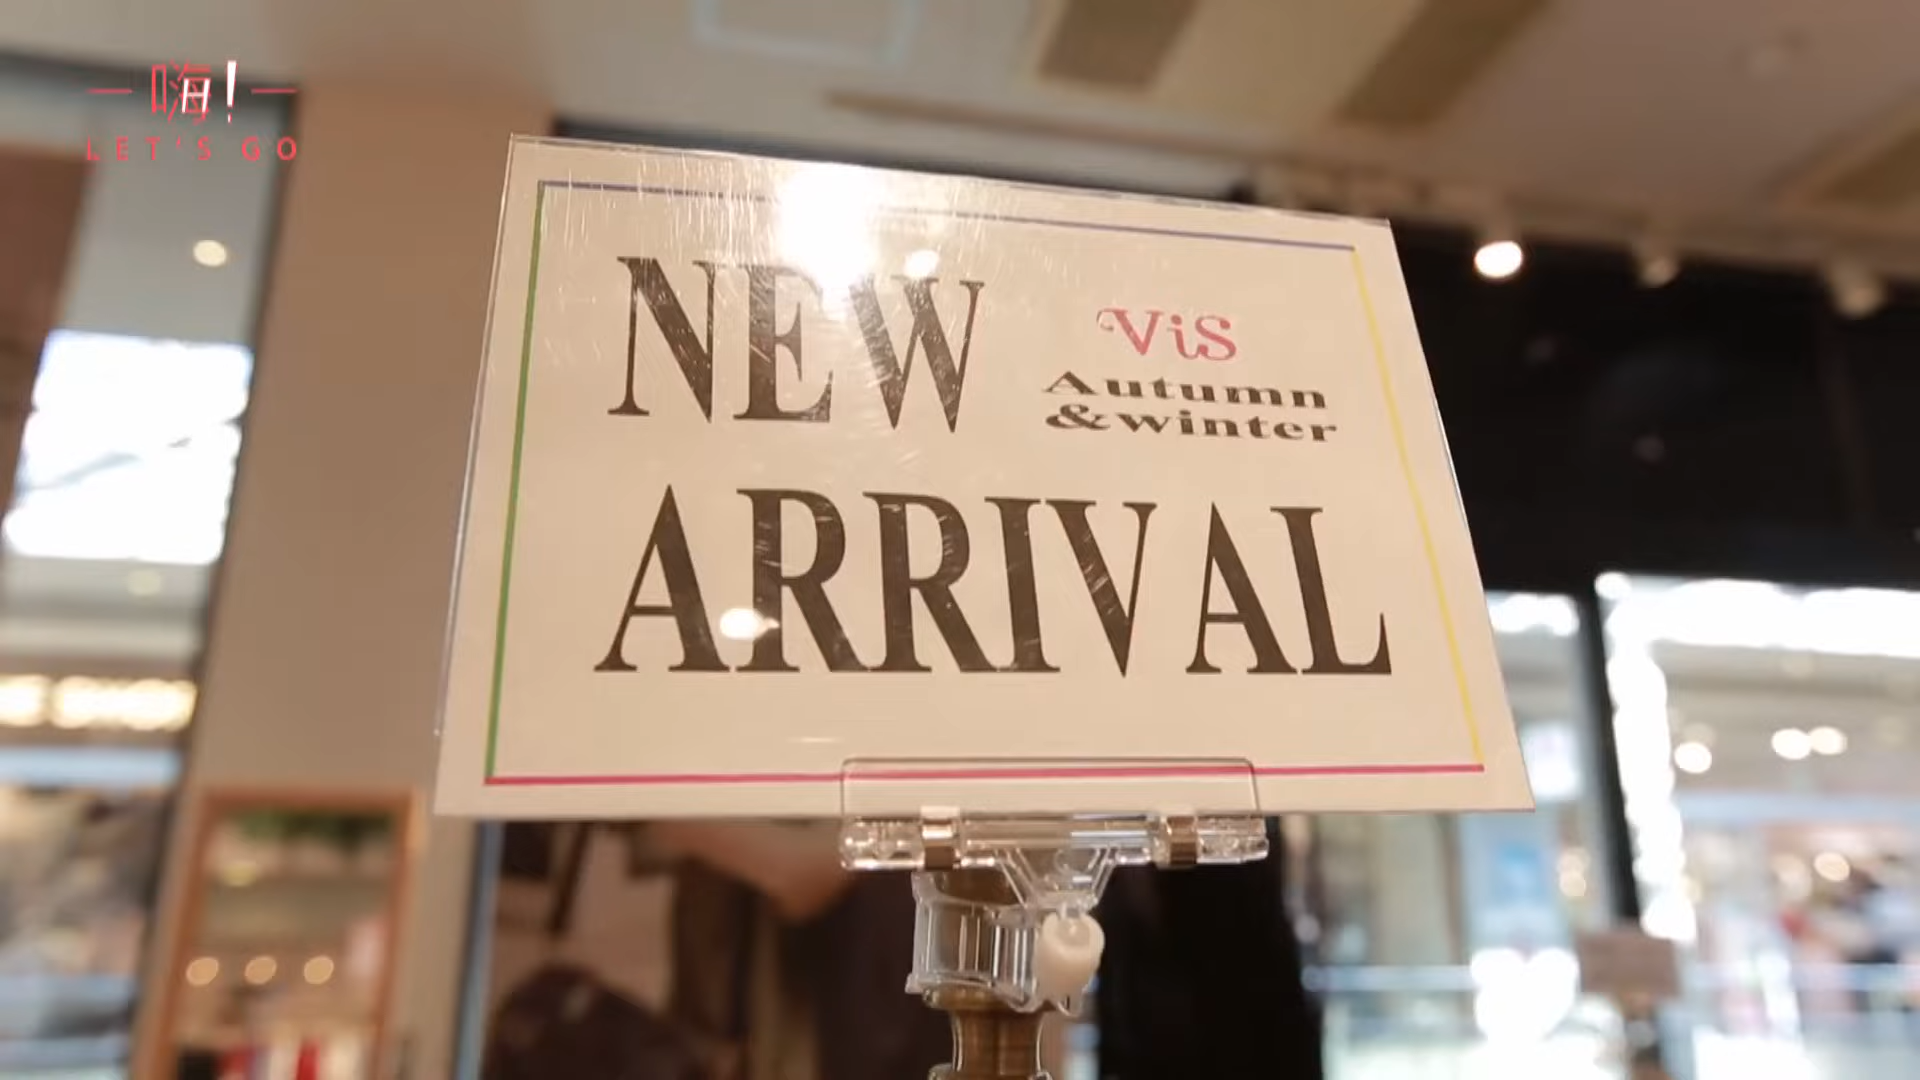 嗨!
LET'S GO
NEW
ViS
Autumn
&winter
ARRIVAL